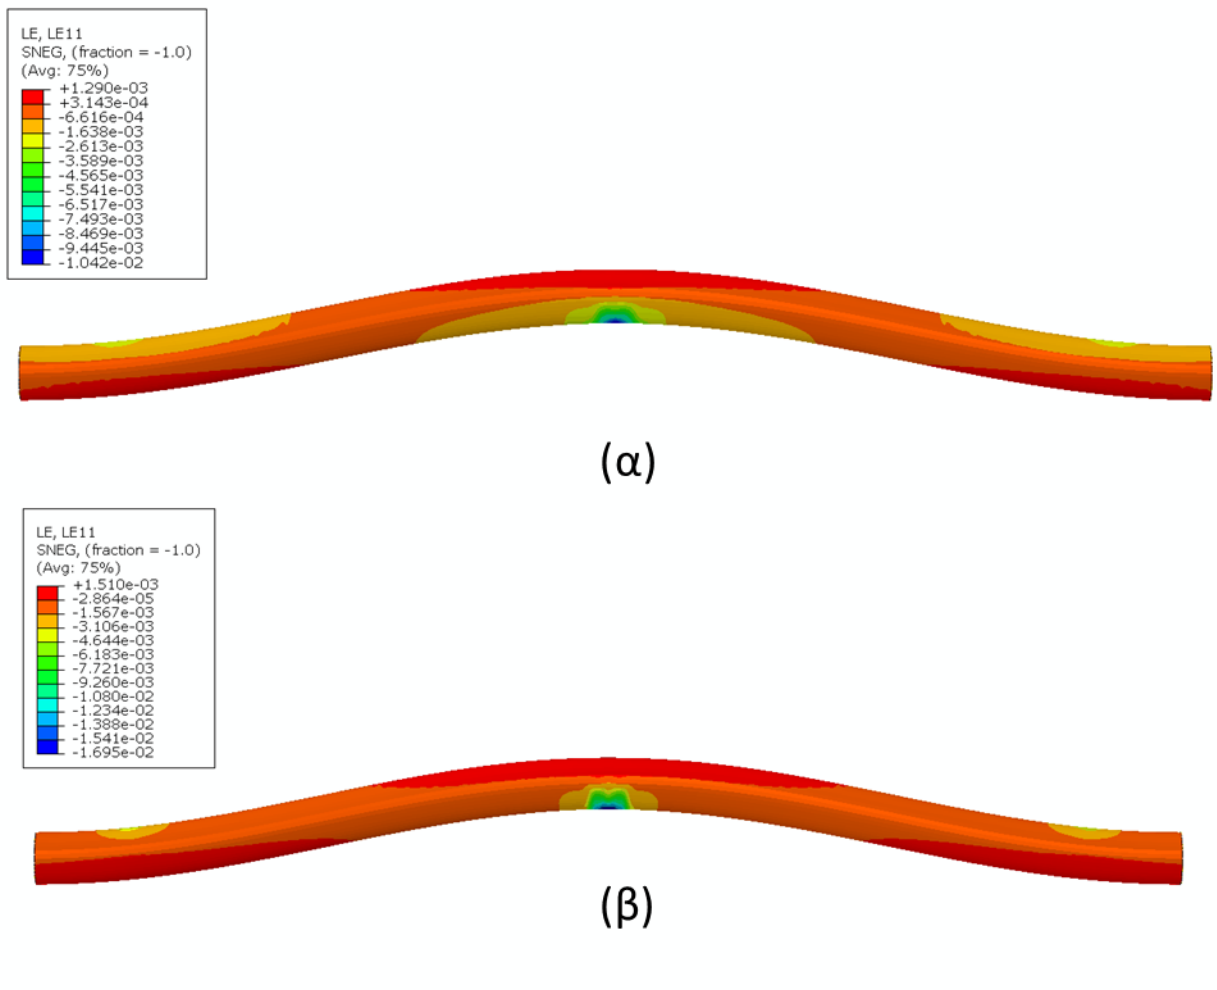 LE, LE11
SNEG, (fraction = -1.0)
(Avg: 75%)
+1.290e-03
+3.143e-04
-6.616e-04
-1.638e-03
-2.613e-03
-3.589e-03
-4.565e-03
-5.541e-03
-6.517e-03
-7.493e-03
-8.469e-03
-9.445e-03
-1.042e-02
(α)
LE, LE11
SNEG, (fraction = -1.0)
(Avg: 75%)
+1.510e-03
-2.864e-05
-1.567e-03
-3.106e-03
-4.644e-03
-6.183e-03
-7.721e-03
-9.260e-03
-1.080e-02
-1.234e-02
-1.388e-02
-1.541e-02
-1.695e-02
(β)